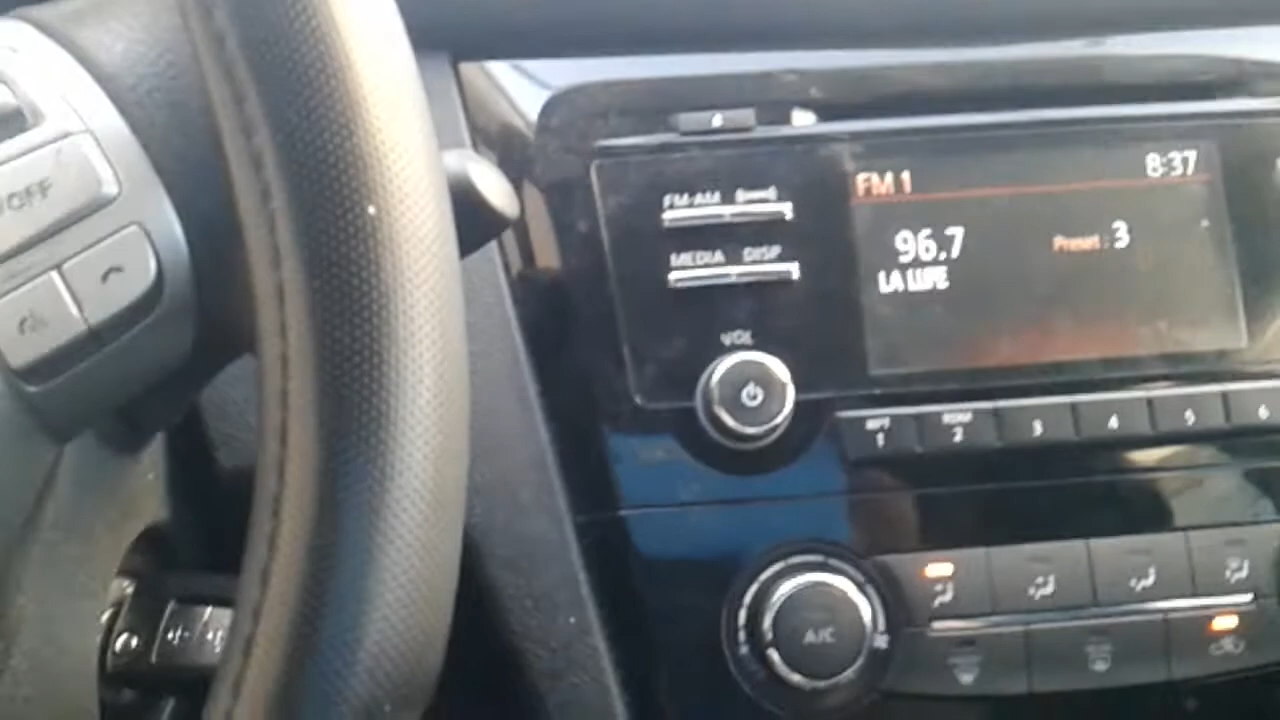 FM 1
8:37
FM·AM
96.7
Preset : 3
LA LUPE
MEDIA DISP
VOL
RPT
1
2
3
4
5
6
A/C
/OFF